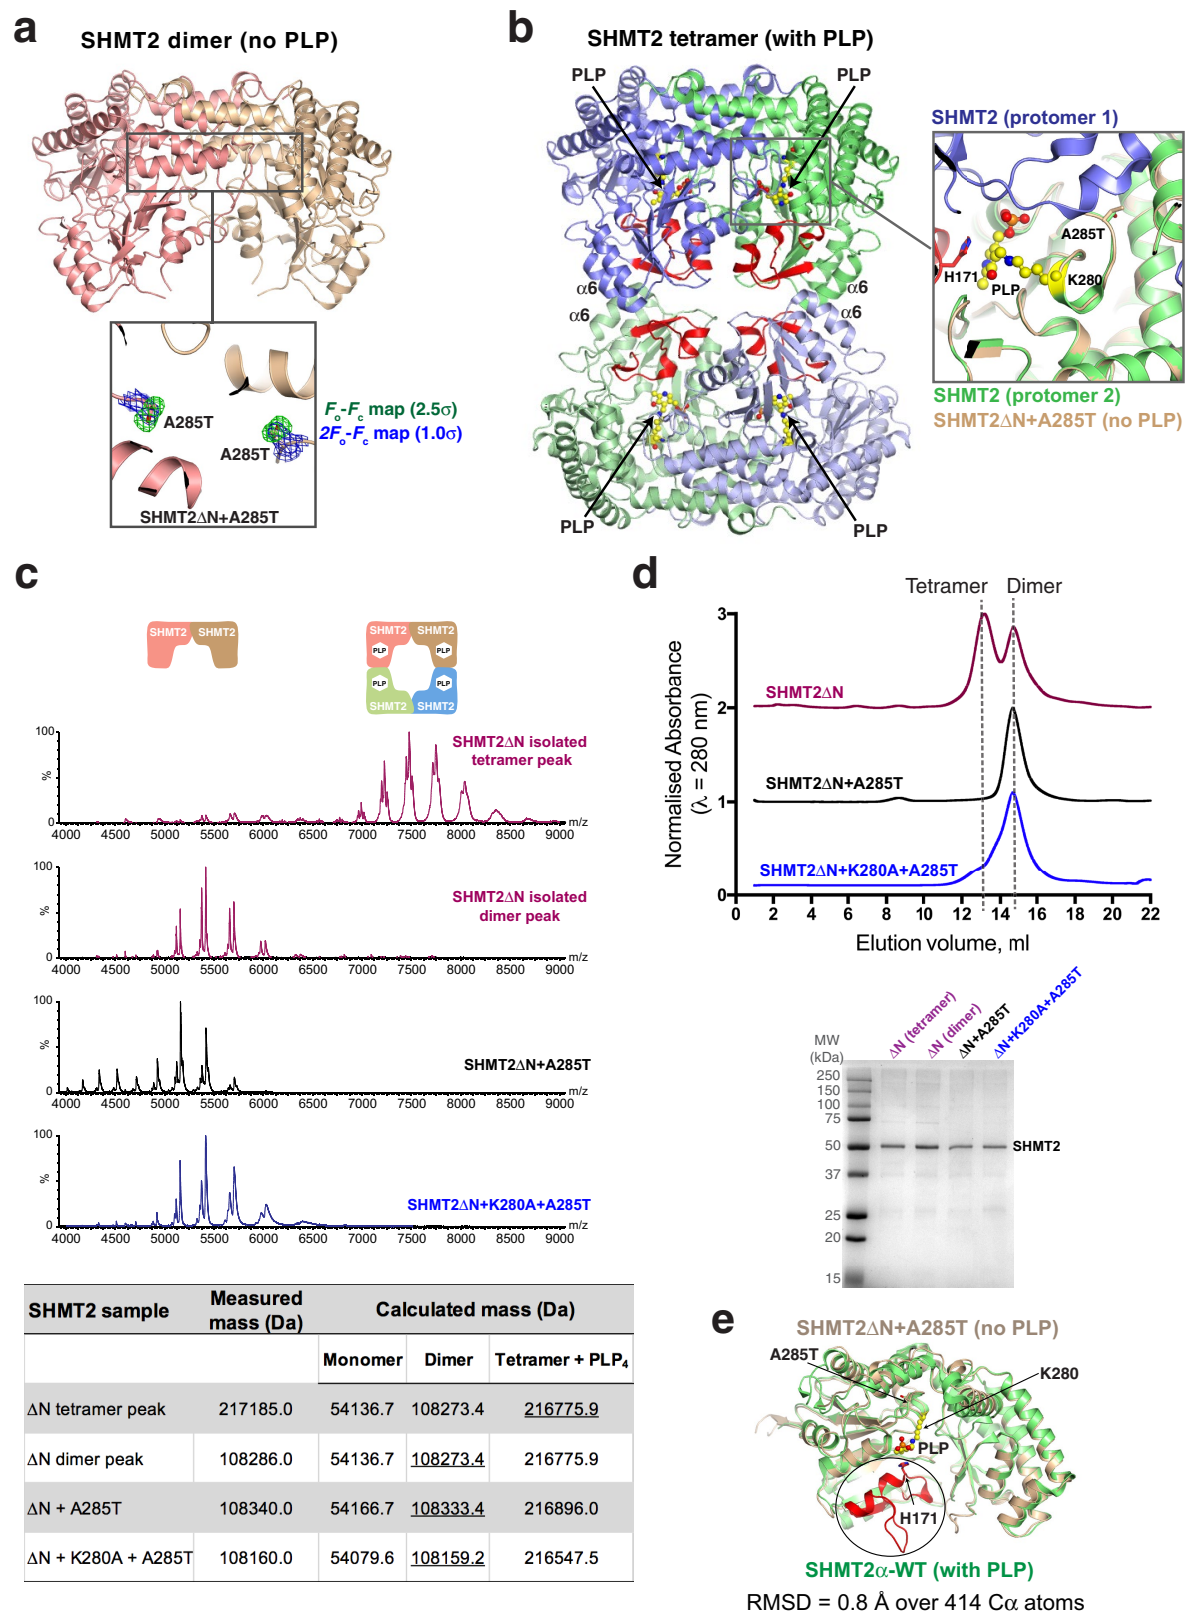 a
SHMT2 dimer (no PLP)
A285T
A285T
SHMT2ΔN+A285T
Fo-Fc map (2.5σ)
2Fo-Fc map (1.0σ)
b
SHMT2 tetramer (with PLP)
PLP
PLP
α6
α6
α6
α6
PLP
PLP
SHMT2 (protomer 1)
A285T
H171
PLP
K280
SHMT2 (protomer 2)
SHMT2ΔN+A285T (no PLP)
c
SHMT2 SHMT2
SHMT2 SHMT2
PLP PLP
PLP PLP
SHMT2 SHMT2
100
%
0
SHMT2ΔN isolated
tetramer peak
4000 4500 5000 5500 6000 6500 7000 7500 8000 8500 9000 m/z
100
%
0
SHMT2ΔN isolated
dimer peak
4000 4500 5000 5500 6000 6500 7000 7500 8000 8500 9000 m/z
100
%
0
SHMT2ΔN+A285T
4000 4500 5000 5500 6000 6500 7000 7500 8000 8500 9000 m/z
100
%
0
SHMT2ΔN+K280A+A285T
4000 4500 5000 5500 6000 6500 7000 7500 8000 8500 9000 m/z
SHMT2 sample Measured mass (Da) Calculated mass (Da)
Monomer Dimer Tetramer + PLP4
ΔN tetramer peak 217185.0 54136.7 108273.4 216775.9
ΔN dimer peak 108286.0 54136.7 108273.4 216775.9
ΔN + A285T 108340.0 54166.7 108333.4 216896.0
ΔN + K280A + A285T 108160.0 54079.6 108159.2 216547.5
d
Tetramer Dimer
3
2
1
0
Normalised Absorbance
(λ = 280 nm)
SHMT2ΔN
SHMT2ΔN+A285T
SHMT2ΔN+K280A+A285T
0 2 4 6 8 10 12 14 16 18 20 22
Elution volume, ml
MW
(kDa)
ΔN (tetramer)
ΔN (dimer)
ΔN+A285T
ΔN+K280A+A285T
250
150
100
75
50
37
25
20
15
SHMT2
e
SHMT2ΔN+A285T (no PLP)
A285T
K280
PLP
H171
SHMT2α-WT (with PLP)
RMSD = 0.8 Å over 414 Cα atoms